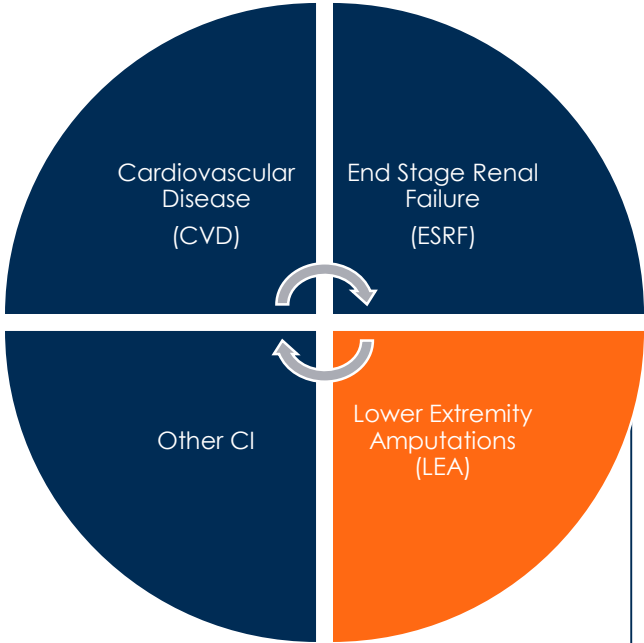 Cardiovascular
Disease
(CVD)
End Stage Renal
Failure
(ESRF)
Other CI
Lower Extremity
Amputations
(LEA)